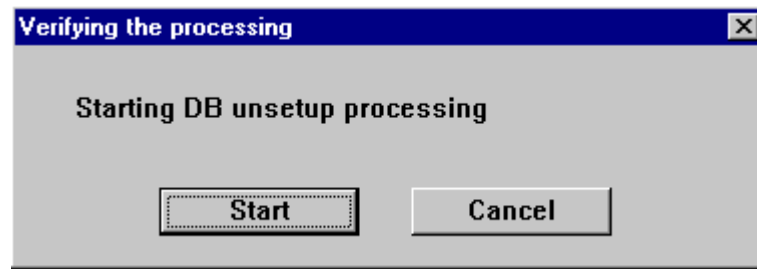 Verifying the processing
Starting DB unsetup processing
Start
Cancel